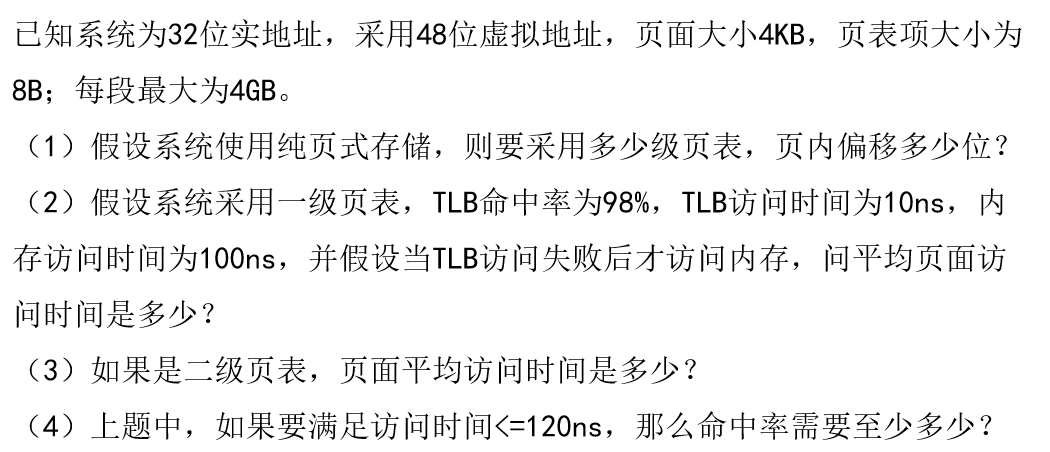 已知系统为32位实地址，采用48位虚拟地址，页面大小4KB，页表项大小为
8B；每段最大为4GB。
（1）假设系统使用纯页式存储，则要采用多少级页表，页内偏移多少位？
（2）假设系统采用一级页表，TLB命中率为98%，TLB访问时间为10ns，内
存访问时间为100ns，并假设当TLB访问失败后才访问内存，问平均页面访
问时间是多少？
（3）如果是二级页表，页面平均访问时间是多少？
（4）上题中，如果要满足访问时间<=120ns，那么命中率需要至少多少？